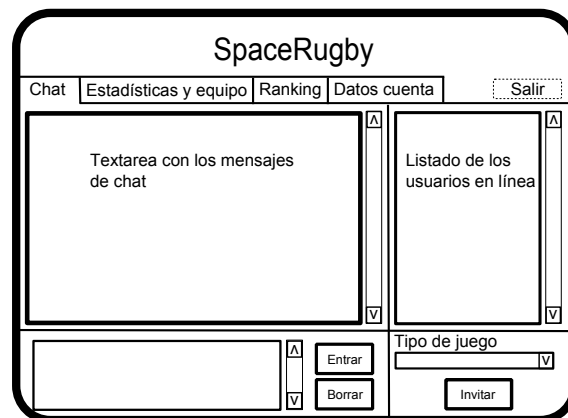 SpaceRugby
Chat
Estadísticas y equipo
Ranking
Datos cuenta
Salir
Textarea con los mensajes
de chat
Listado de los
usuarios en línea
Entrar
Borrar
Tipo de juego
Invitar